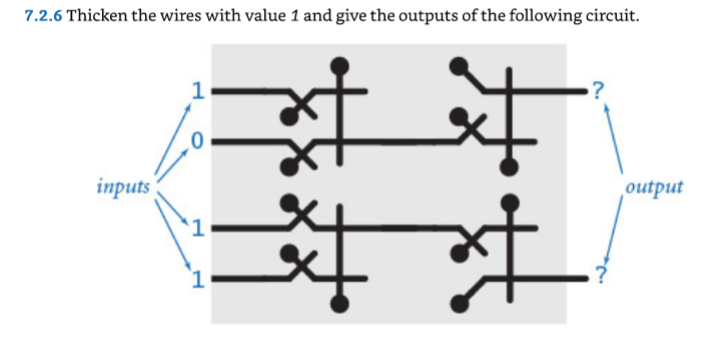 7.2.6 Thicken the wires with value 1 and give the outputs of the following circuit.
1
?
0
inputs
output
1
1
?